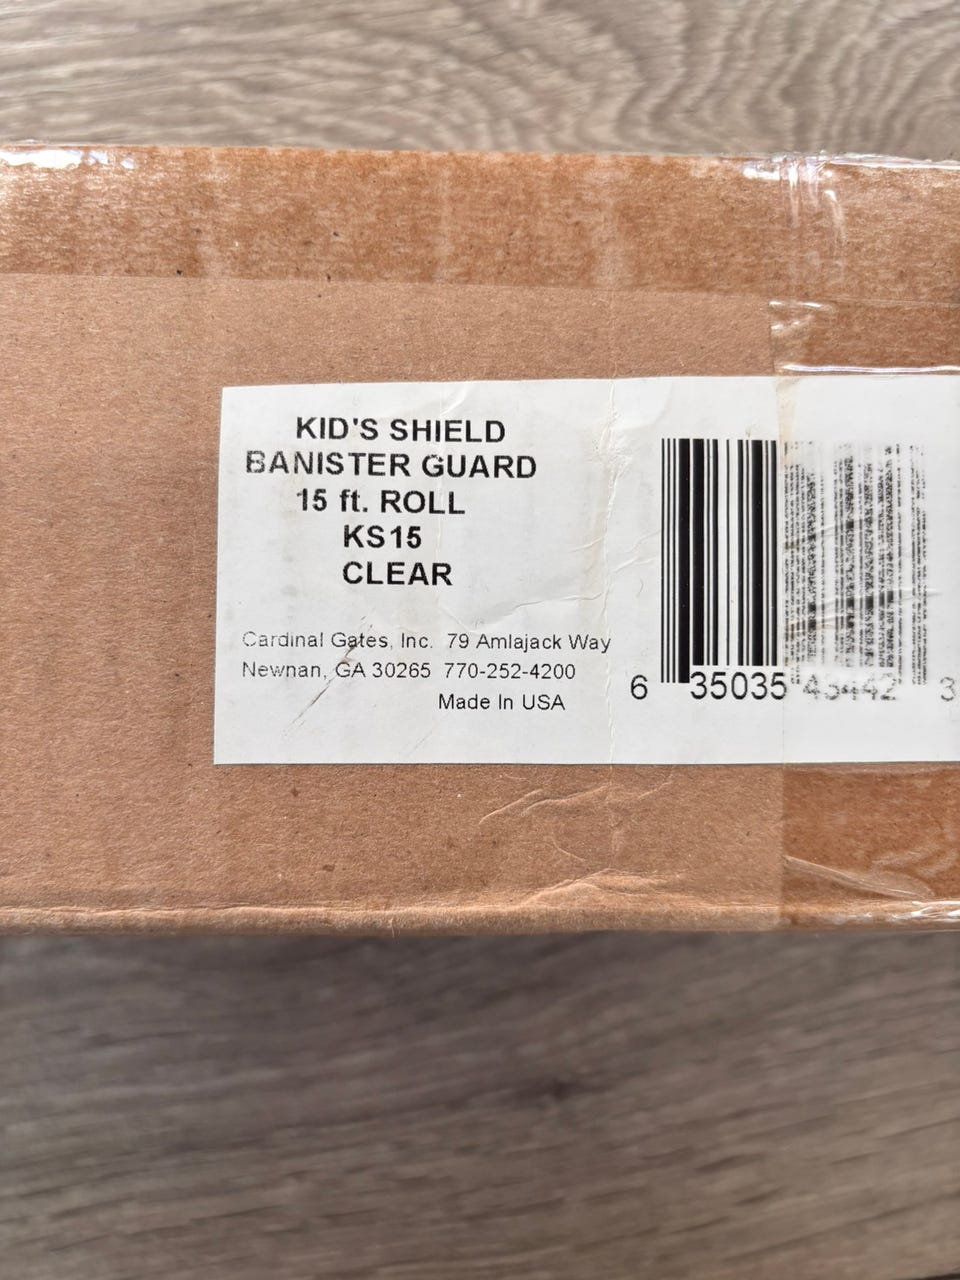 KID'S SHIELD
BANISTER GUARD
15 ft. ROLL
KS15
CLEAR
Cardinal Gates, Inc. 79 Amlajack Way
Newnan, GA 30265 770-252-4200
Made In USA
6 35035 3